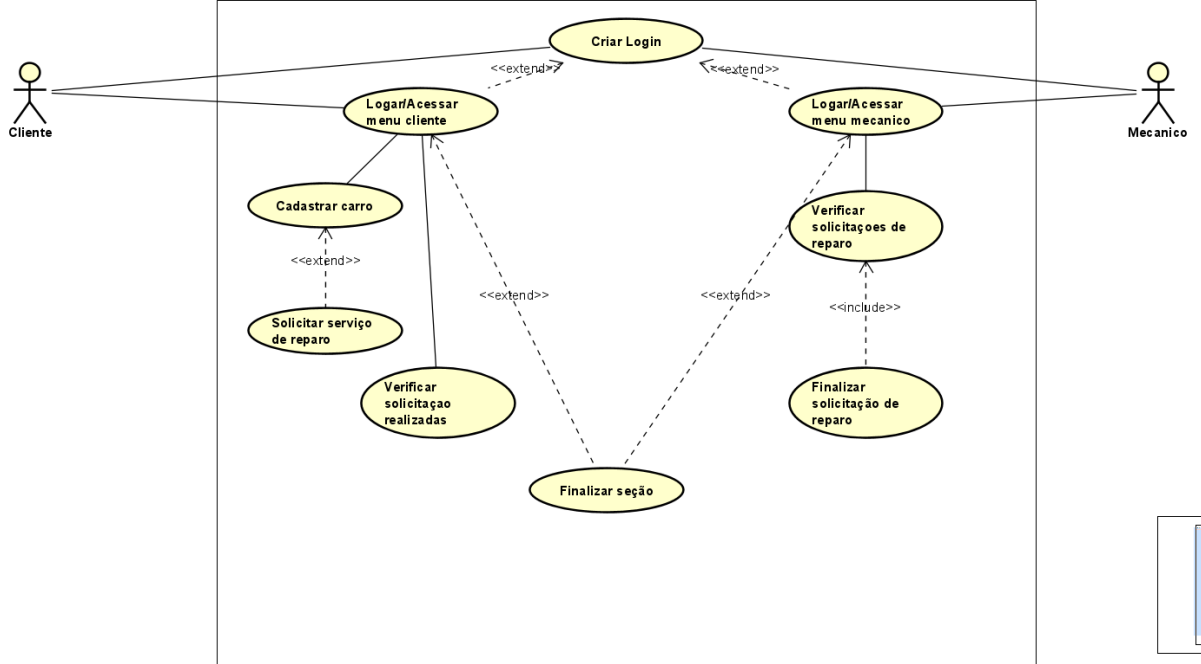 Criar Login
<<extend>>
<<extend>>
Logar/Acessar
menu cliente
Logar/Acessar
menu mecanico
Cliente
Mecanico
Cadastrar carro
Verificar
solicitaçoes de
reparo
<<extend>>
<<extend>>
<<extend>>
<<include>>
Solicitar serviço
de reparo
Verificar
solicitaçao
realizadas
Finalizar
solicitação de
reparo
Finalizar seção